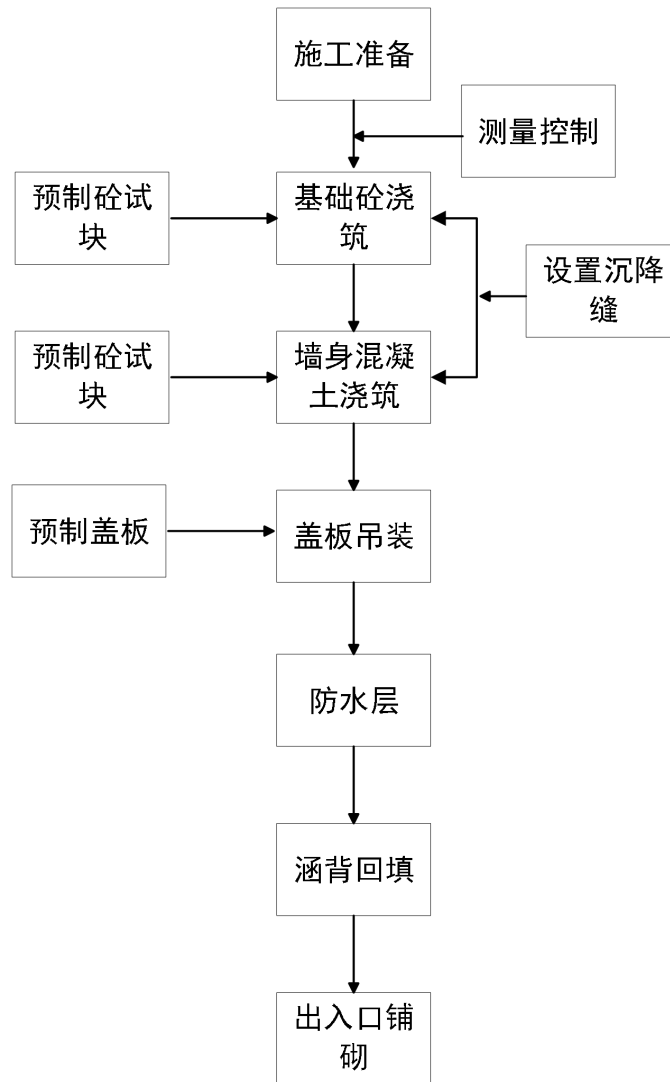 施工准备
测量控制
预制砼试
块
基础砼浇
筑
设置沉降
缝
预制砼试
块
墙身混凝
土浇筑
预制盖板
盖板吊装
防水层
涵背回填
出入口铺
砌